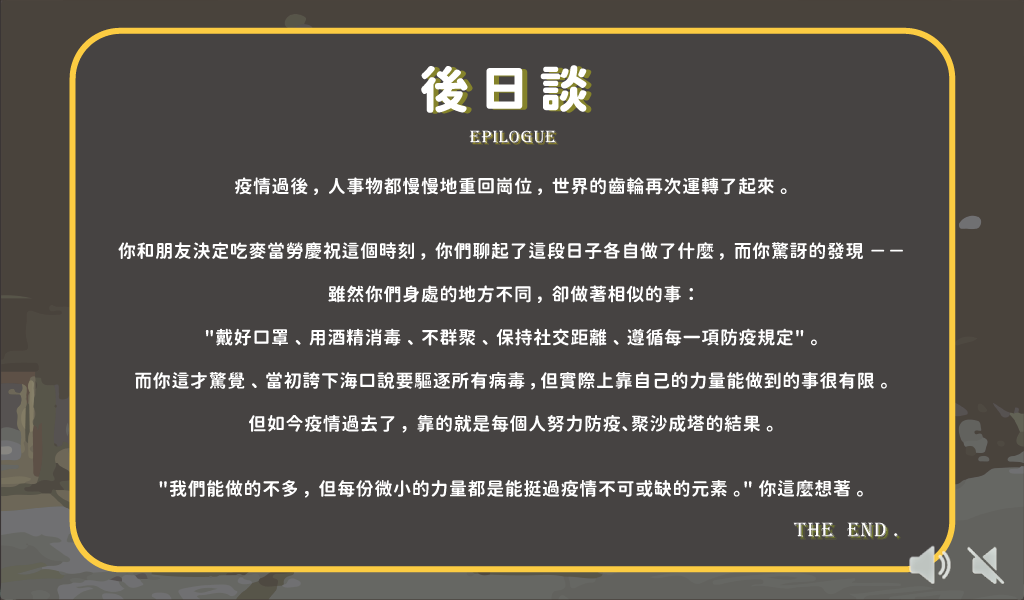 後日談
EPILOGUE
疫情過後，人事物都慢慢地重回崗位，世界的齒輪再次運轉了起來。
你和朋友決定吃麥當勞慶祝這個時刻，你們聊起了這段日子各自做了什麼，而你驚訝的發現－－
雖然你們身處的地方不同，卻做著相似的事：
"戴好口罩、用酒精消毒、不群聚、保持社交距離、遵循每一項防疫規定"。
而你這才驚覺、當初誇下海口說要驅逐所有病毒，但實際上靠自己的力量能做到的事很有限。
但如今疫情過去了，靠的就是每個人努力防疫、聚沙成塔的結果。
"我們能做的不多，但每份微小的力量都是能挺過疫情不可或缺的元素。" 你這麼想著。
THE END.